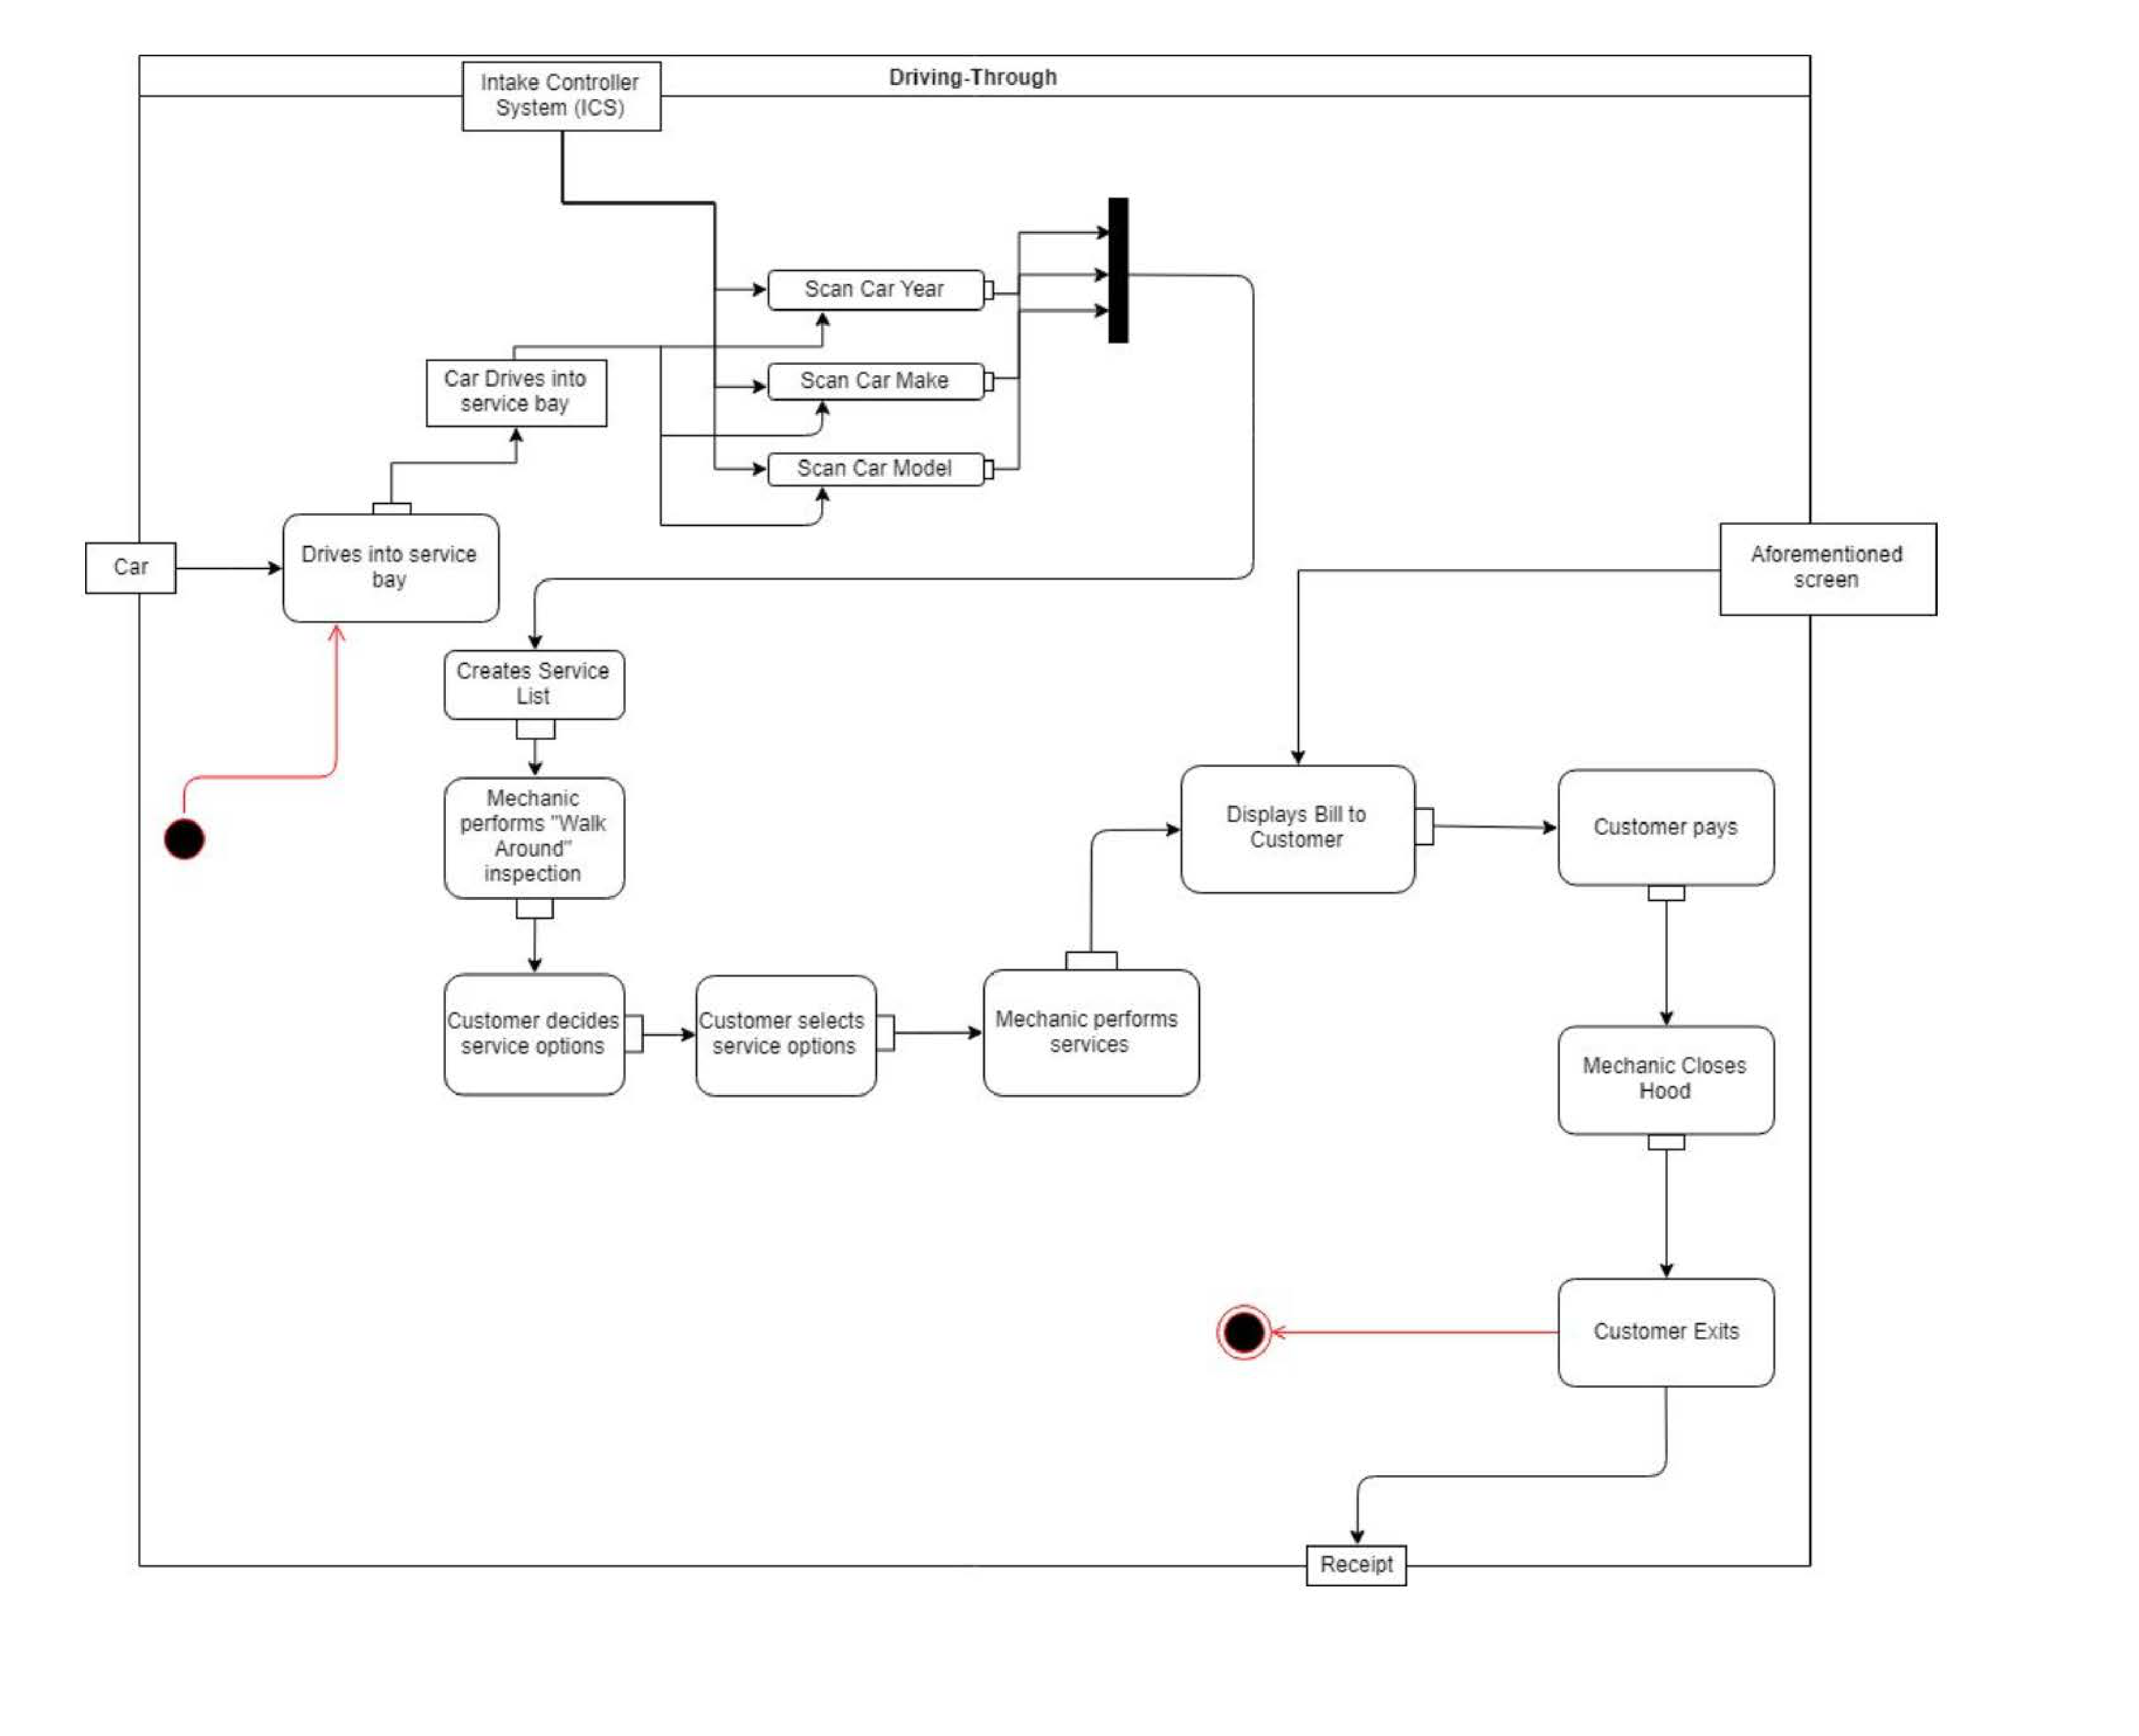 Driving-Through
Intake Controller
System (ICS)
Scan Car Year
Car Drives into
service bay
Scan Car Make
Scan Car Model
Car
Drives into service
bay
Aforementioned
screen
Creates Service
List
Mechanic
performs "Walk
Around"
inspection
Displays Bill to
Customer
Customer pays
Customer decides
service options
Customer selects
service options
Mechanic performs
services
Mechanic Closes
Hood
Customer Exits
Receipt